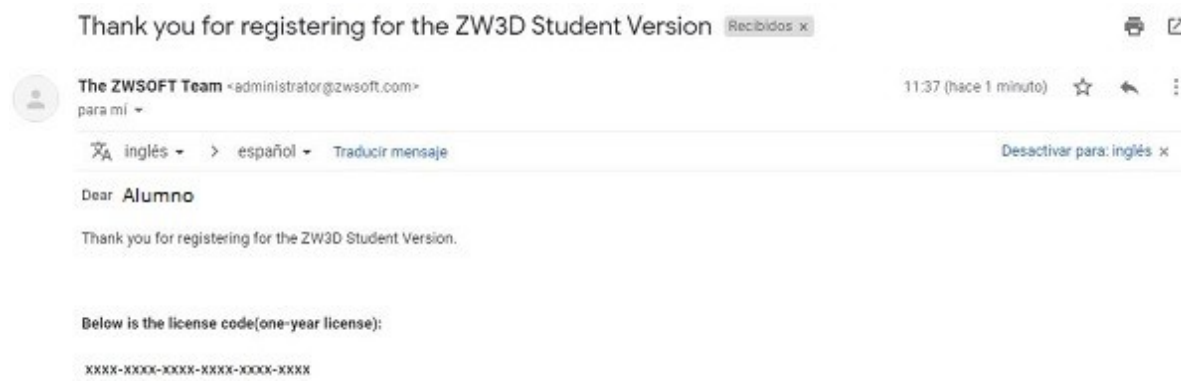 Thank you for registering for the ZW3D Student Version Recibidos x
The ZWSOFT Team <administrator@zwsoft.com> 11:37 (hace 1 minuto)
para mí
inglés > español Traducir mensaje Desactivar para: inglés x
Dear Alumno
Thank you for registering for the ZW3D Student Version.
Below is the license code(one-year license):
xxxx-xxxx-xxxx-xxxx-xxxx-xxxx